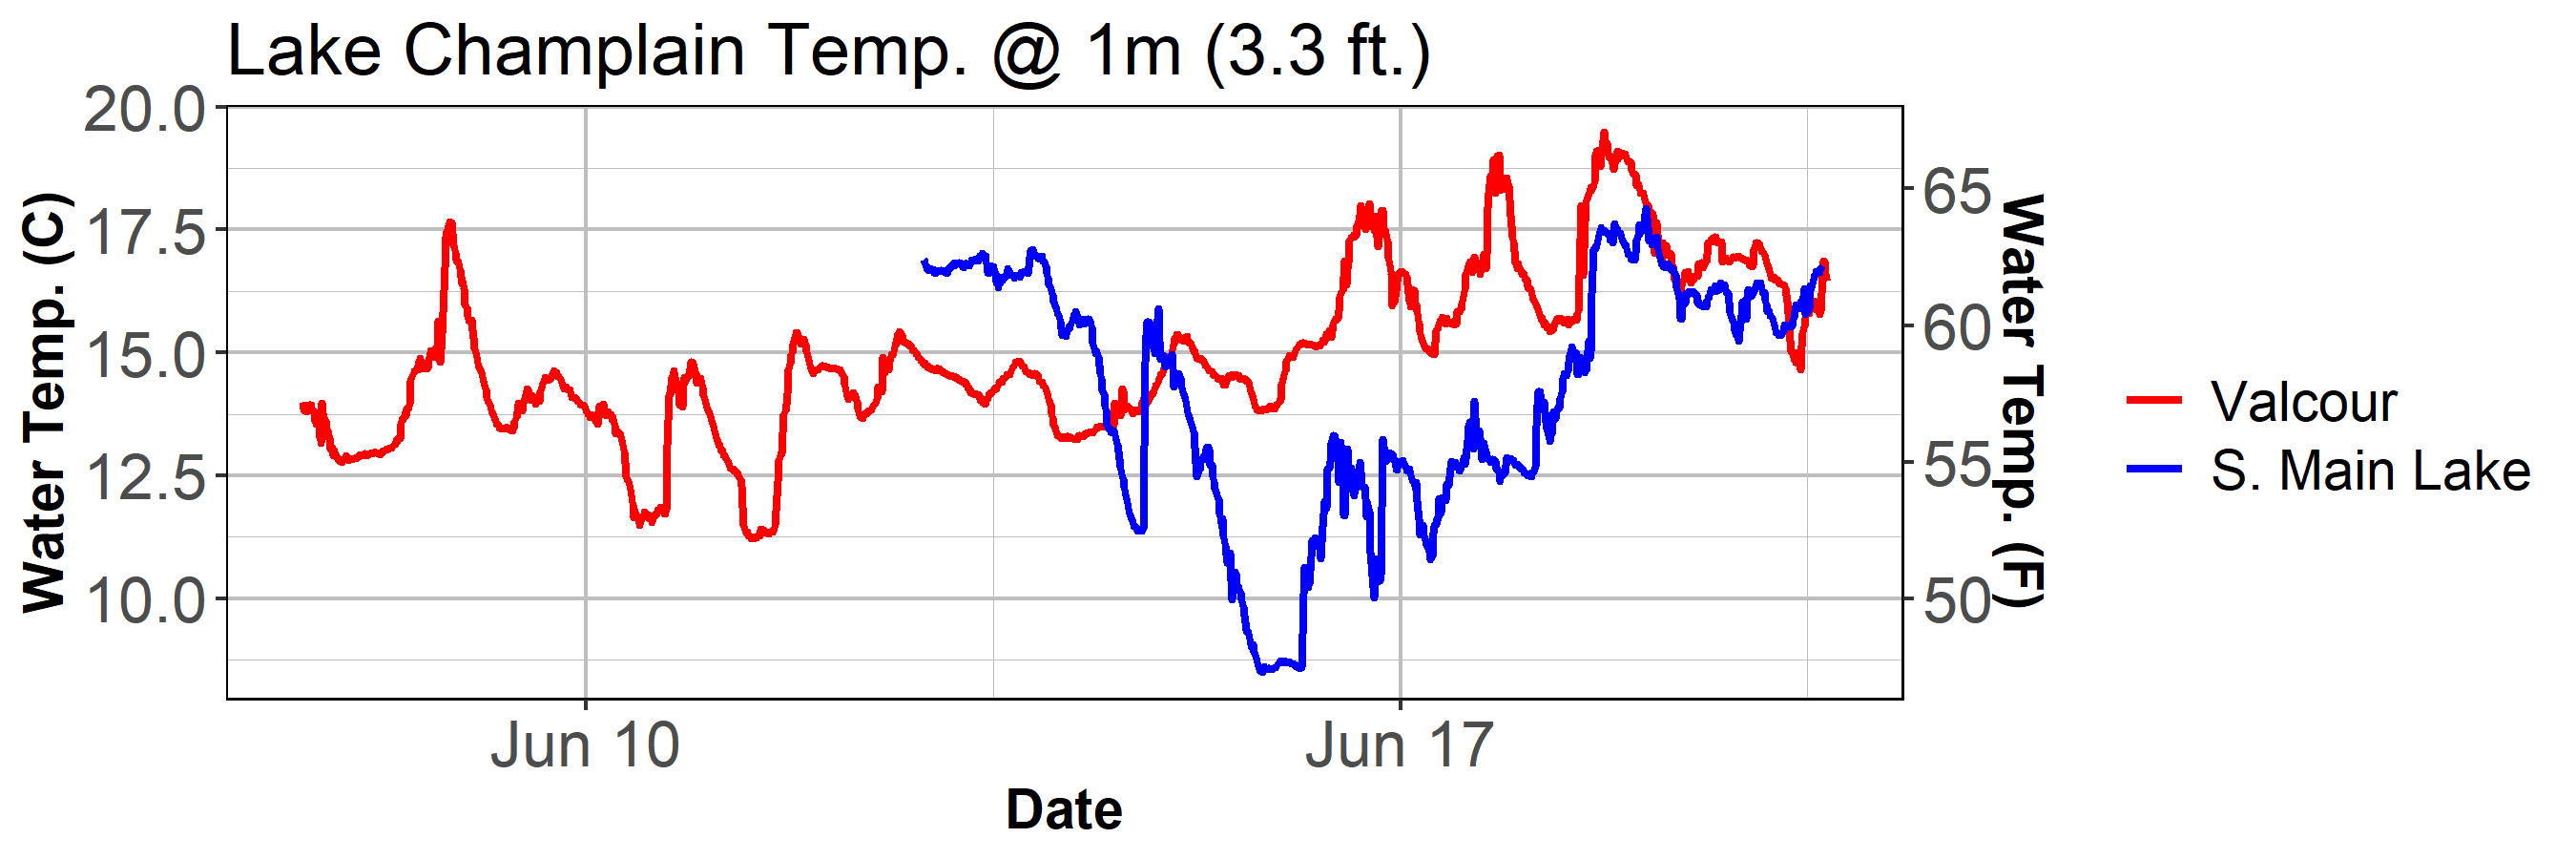 Lake Champlain Temp. @ 1m (3.3 ft.)
Water Temp. (C)
20.0
17.5
15.0
12.5
10.0
65
60
55
50
Water Temp. (F)
Jun 10
Jun 17
Date
Valcour
S. Main Lake